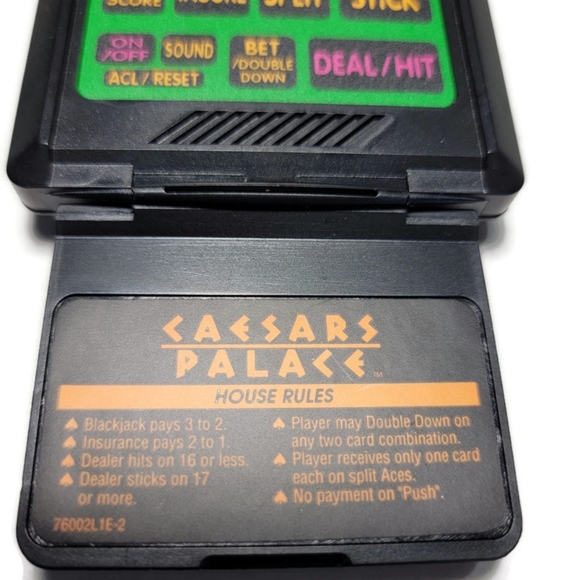 SCORE
INSURE
SPLIT
STICK
ON
/OFF
SOUND
BET
/DOUBLE
DOWN
DEAL/HIT
ACL / RESET
CAESARS
PALACE™
HOUSE RULES
♠ Blackjack pays 3 to 2.
♠ Insurance pays 2 to 1.
♠ Dealer hits on 16 or less.
♠ Dealer sticks on 17
or more.
♠ Player may Double Down on
any two card combination.
♠ Player receives only one card
each on split Aces.
♠ No payment on "Push".
76002L1E-2